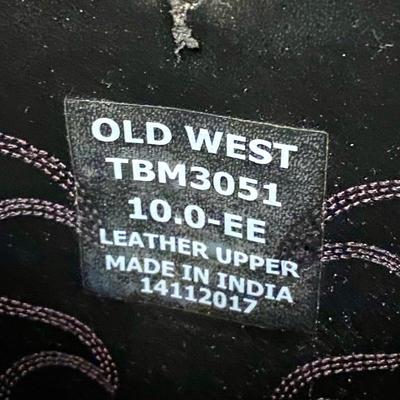 OLD WEST
TBM3051
10.0-EE
LEATHER UPPER
MADE IN INDIA
14112017